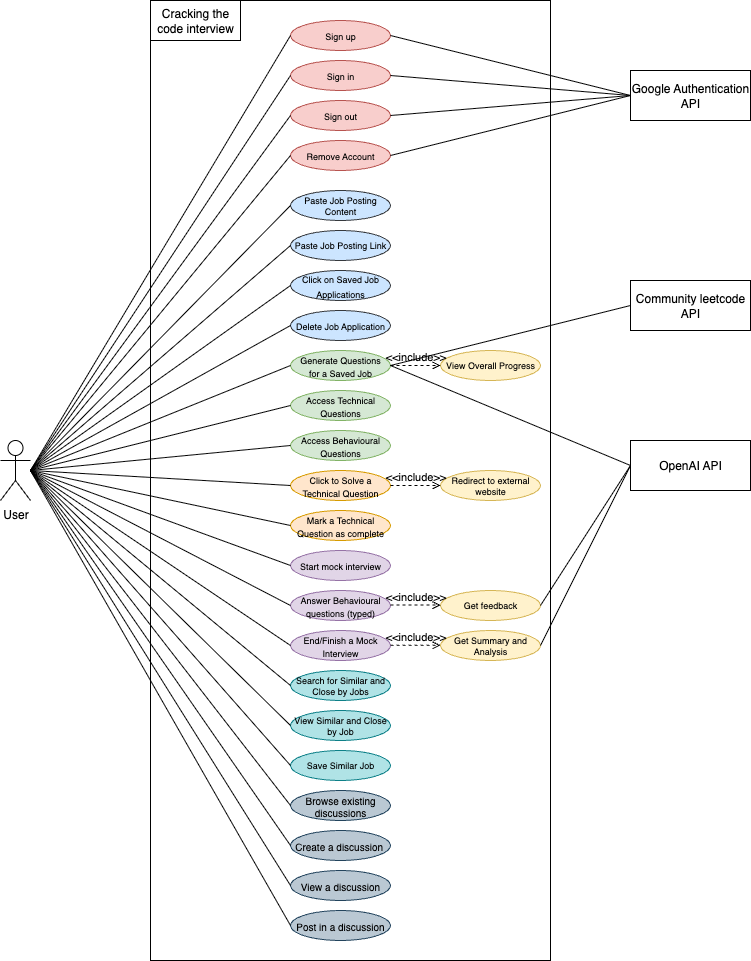 Cracking the
code interview
Sign up
Sign in
Google Authentication
API
Sign out
Remove Account
Paste Job Posting
Content
Paste Job Posting Link
Click on Saved Job
Applications
Community leetcode
API
Delete Job Application
Generate Questions
for a Saved Job
<<include>>
View Overall Progress
Access Technical
Questions
Access Behavioural
Questions
OpenAI API
Click to Solve a
Technical Question
<<include>>
Redirect to external
website
User
Mark a Technical
Question as complete
Start mock interview
Answer Behavioural
questions (typed)
<<include>>
Get feedback
End/Finish a Mock
Interview
<<include>>
Get Summary and
Analysis
Search for Similar and
Close by Jobs
View Similar and Close
by Job
Save Similar Job
Browse existing
discussions
Create a discussion
View a discussion
Post in a discussion